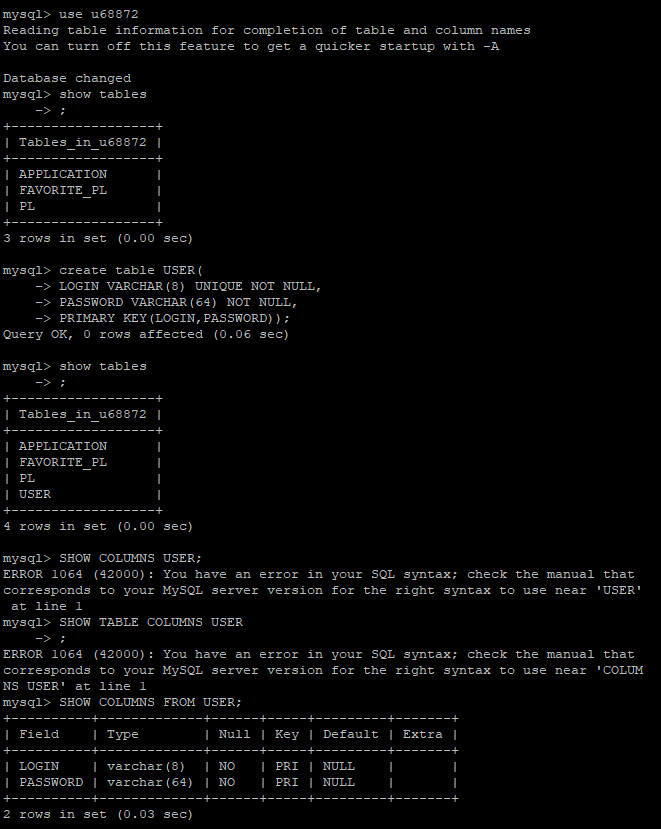 mysql> use u68872
Reading table information for completion of table and column names
You can turn off this feature to get a quicker startup with -A
Database changed
mysql> show tables
    -> ;
+------------------+
| Tables_in_u68872 |
+------------------+
| APPLICATION      |
| FAVORITE_PL      |
| PL               |
+------------------+
3 rows in set (0.00 sec)
mysql> create table USER(
    -> LOGIN VARCHAR(8) UNIQUE NOT NULL,
    -> PASSWORD VARCHAR(64) NOT NULL,
    -> PRIMARY KEY(LOGIN,PASSWORD));
Query OK, 0 rows affected (0.06 sec)
mysql> show tables
    -> ;
+------------------+
| Tables_in_u68872 |
+------------------+
| APPLICATION      |
| FAVORITE_PL      |
| PL               |
| USER             |
+------------------+
4 rows in set (0.00 sec)
mysql> SHOW COLUMNS USER;
ERROR 1064 (42000): You have an error in your SQL syntax; check the manual that
corresponds to your MySQL server version for the right syntax to use near 'USER'
 at line 1
mysql> SHOW TABLE COLUMNS USER
    -> ;
ERROR 1064 (42000): You have an error in your SQL syntax; check the manual that
corresponds to your MySQL server version for the right syntax to use near 'COLUM
NS USER' at line 1
mysql> SHOW COLUMNS FROM USER;
+----------+-------------+------+-----+---------+-------+
| Field    | Type        | Null | Key | Default | Extra |
+----------+-------------+------+-----+---------+-------+
| LOGIN    | varchar(8)  | NO   | PRI | NULL    |       |
| PASSWORD | varchar(64) | NO   | PRI | NULL    |       |
+----------+-------------+------+-----+---------+-------+
2 rows in set (0.03 sec)